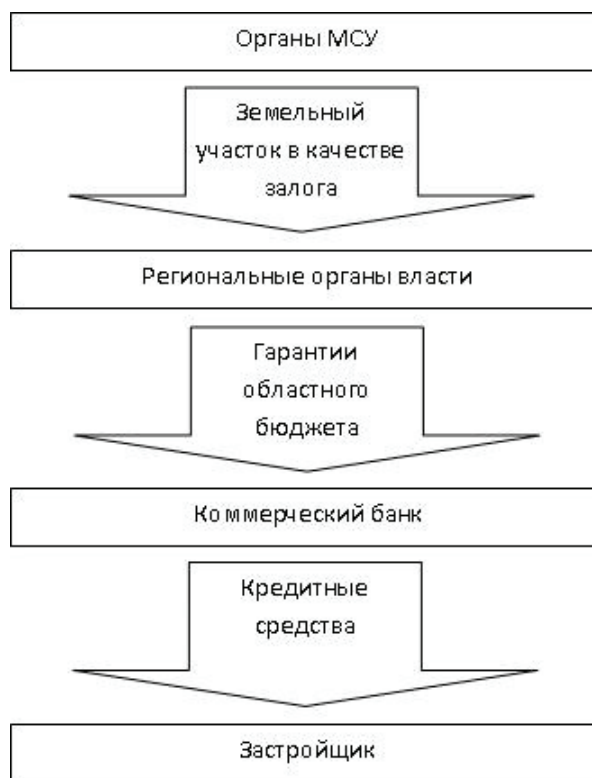 Органы МСУ
Земельный
участок в качестве
залога
Региональные органы власти
Гарантии
областного
бюджета
Коммерческий банк
Кредитные
средства
Застройщик